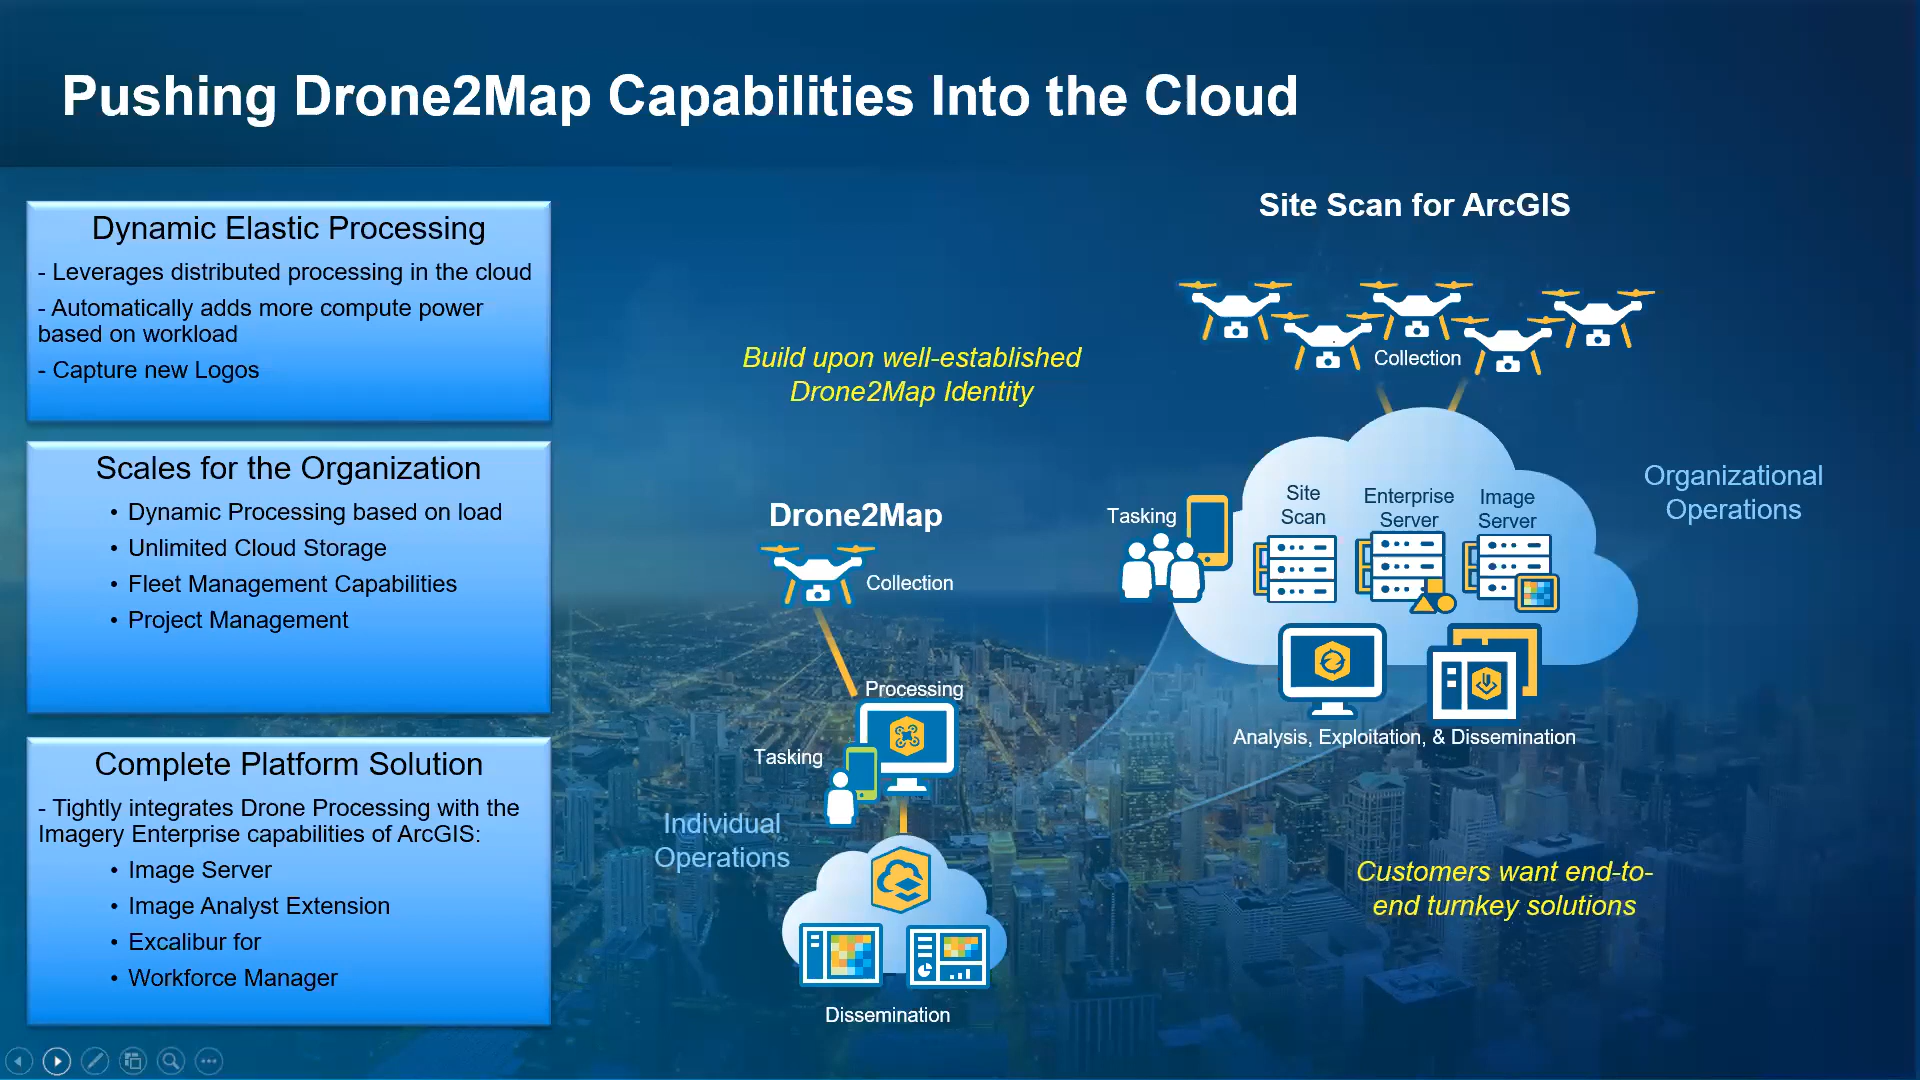 Pushing Drone2Map Capabilities Into the Cloud
Dynamic Elastic Processing
- Leverages distributed processing in the cloud
- Automatically adds more compute power
based on workload
- Capture new Logos
Scales for the Organization
• Dynamic Processing based on load
• Unlimited Cloud Storage
• Fleet Management Capabilities
• Project Management
Complete Platform Solution
- Tightly integrates Drone Processing with the
Imagery Enterprise capabilities of ArcGIS:
• Image Server
• Image Analyst Extension
• Excalibur for
• Workforce Manager
Build upon well-established
Drone2Map Identity
Drone2Map
Collection
Processing
Tasking
Individual
Operations
Dissemination
Site Scan for ArcGIS
Collection
Tasking
Site
Scan
Enterprise
Server
Image
Server
Organizational
Operations
Analysis, Exploitation, & Dissemination
Customers want end-to-
end turnkey solutions